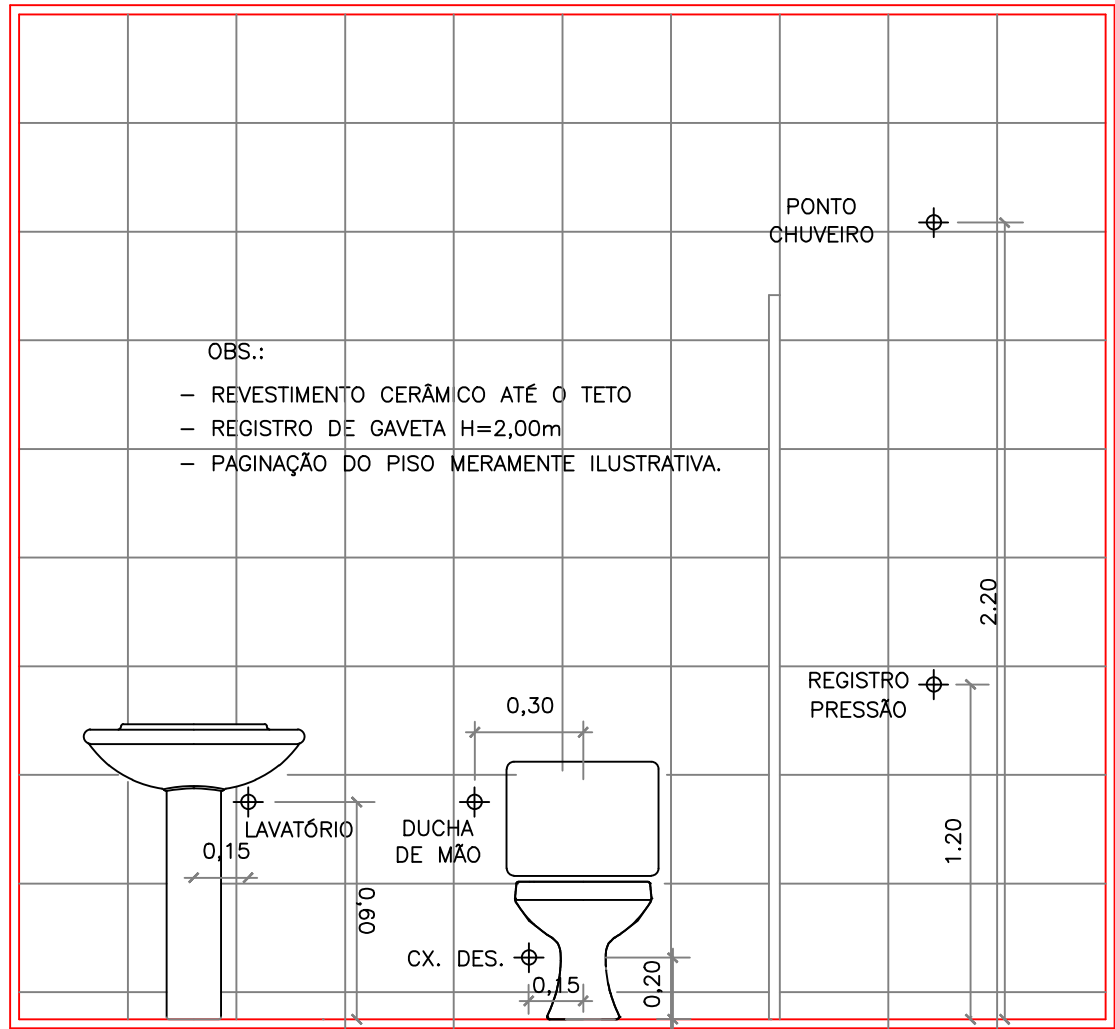 PONTO
CHUVEIRO
OBS.:
– REVESTIMENTO CERÂMICO ATÉ O TETO
– REGISTRO DE GAVETA H=2,00m
– PAGINAÇÃO DO PISO MERAMENTE ILUSTRATIVA.
2.20
REGISTRO
PRESSÃO
0,30
LAVATÓRIO
0,15
DUCHA
DE MÃO
1.20
0,60
CX. DES.
0,15
0,20